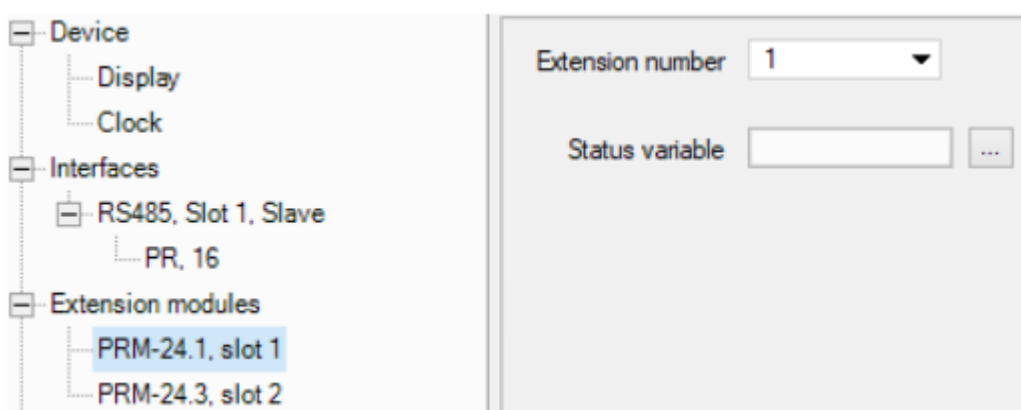 Device
Display
Clock
Interfaces
RS485, Slot 1, Slave
PR, 16
Extension modules
PRM-24.1, slot 1
PRM-24.3, slot 2
Extension number 1
Status variable ...